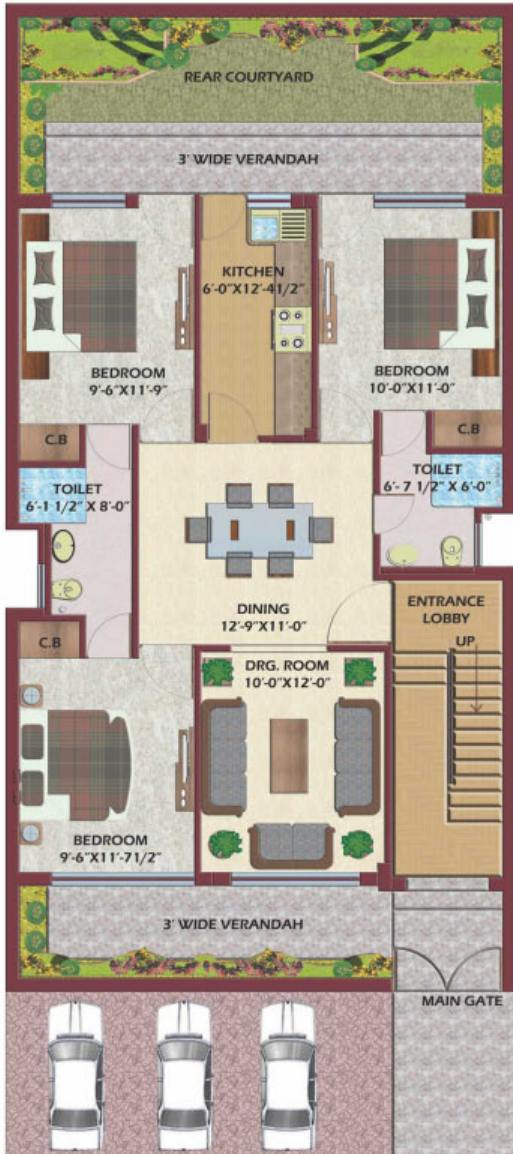 REAR COURTYARD
3' WIDE VERANDAH
KITCHEN
6'-0"X12'-41/2"
BEDROOM
9'-6"X11'-9"
BEDROOM
10'-0"X11'-0"
C.B
C.B
TOILET
6'-1 1/2" X 8'-0"
TOILET
6'- 7 1/2" X 6'-0"
DINING
12'-9"X11'-0"
ENTRANCE
LOBBY
UP
C.B
DRG. ROOM
10'-0"X12'-0"
BEDROOM
9'-6"X11'-71/2"
3' WIDE VERANDAH
MAIN GATE